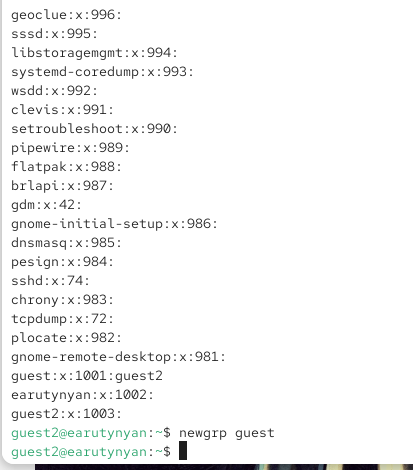 geoclue:x:996:
sssd:x:995:
libstoragemgmt:x:994:
systemd-coredump:x:993:
wsdd:x:992:
clevis:x:991:
setroubleshoot:x:990:
pipewire:x:989:
flatpak:x:988:
brlapi:x:987:
gdm:x:42:
gnome-initial-setup:x:986:
dnsmasq:x:985:
pesign:x:984:
sshd:x:74:
chrony:x:983:
tcpdump:x:72:
plocate:x:982:
gnome-remote-desktop:x:981:
guest:x:1001:guest2
earutynyan:x:1002:
guest2:x:1003:
guest2@earutynyan:~$ newgrp guest
guest2@earutynyan:~$